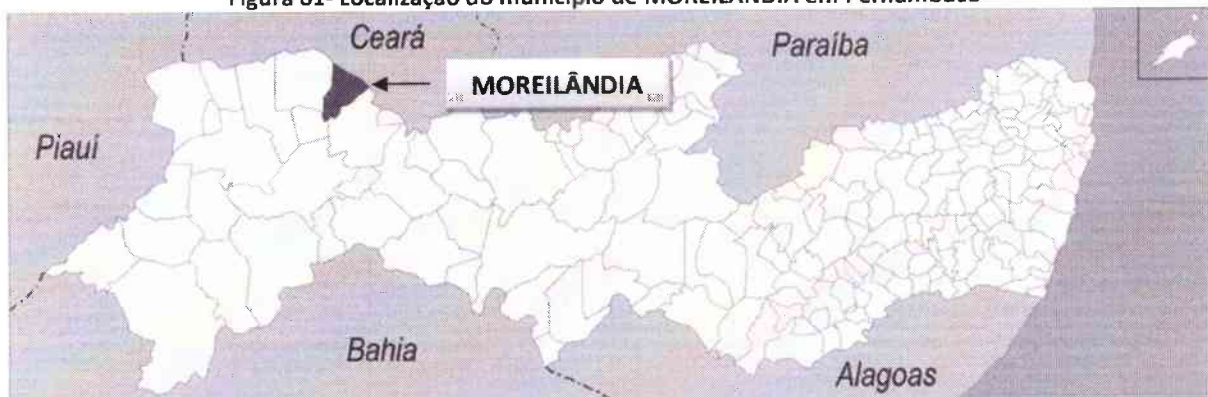 Figura 01- Localização do município de MOREILÂNDIA em Pernambuco
Ceará
Paraíba
MOREILÂNDIA
Piauí
Bahia
Alagoas